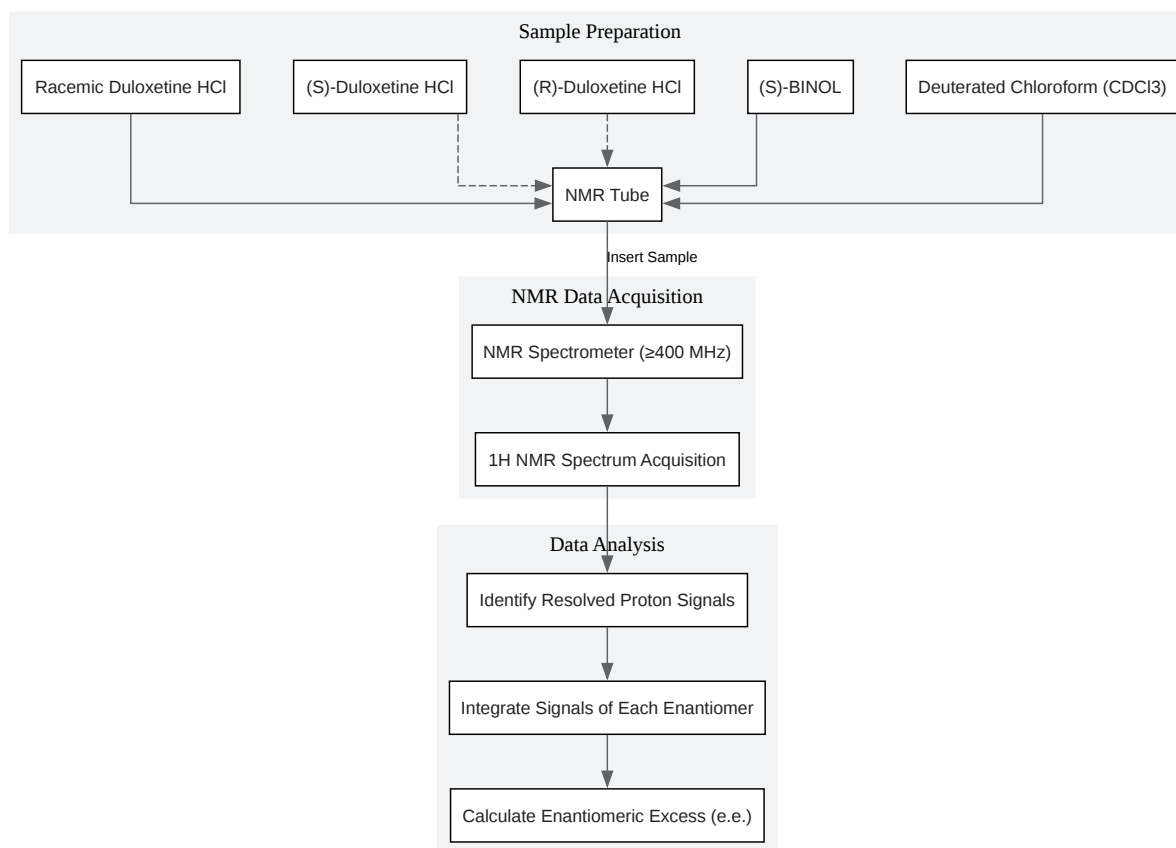 Sample Preparation
Racemic Duloxetine HCl
(S)-Duloxetine HCl
(R)-Duloxetine HCl
(S)-BINOL
Deuterated Chloroform (CDCl3)
NMR Tube
Insert Sample
NMR Data Acquisition
NMR Spectrometer (≥400 MHz)
1H NMR Spectrum Acquisition
Data Analysis
Identify Resolved Proton Signals
Integrate Signals of Each Enantiomer
Calculate Enantiomeric Excess (e.e.)